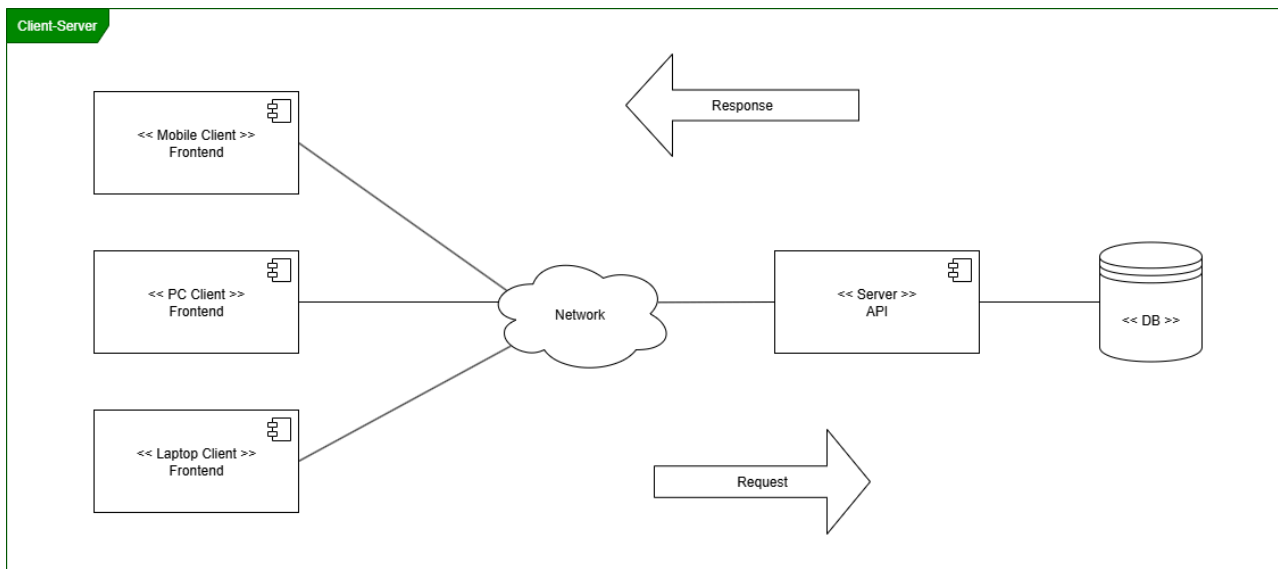 Client-Server
Response
<< Mobile Client >>
Frontend
<< PC Client >>
Frontend
Network
<< Server >>
API
<< DB >>
<< Laptop Client >>
Frontend
Request